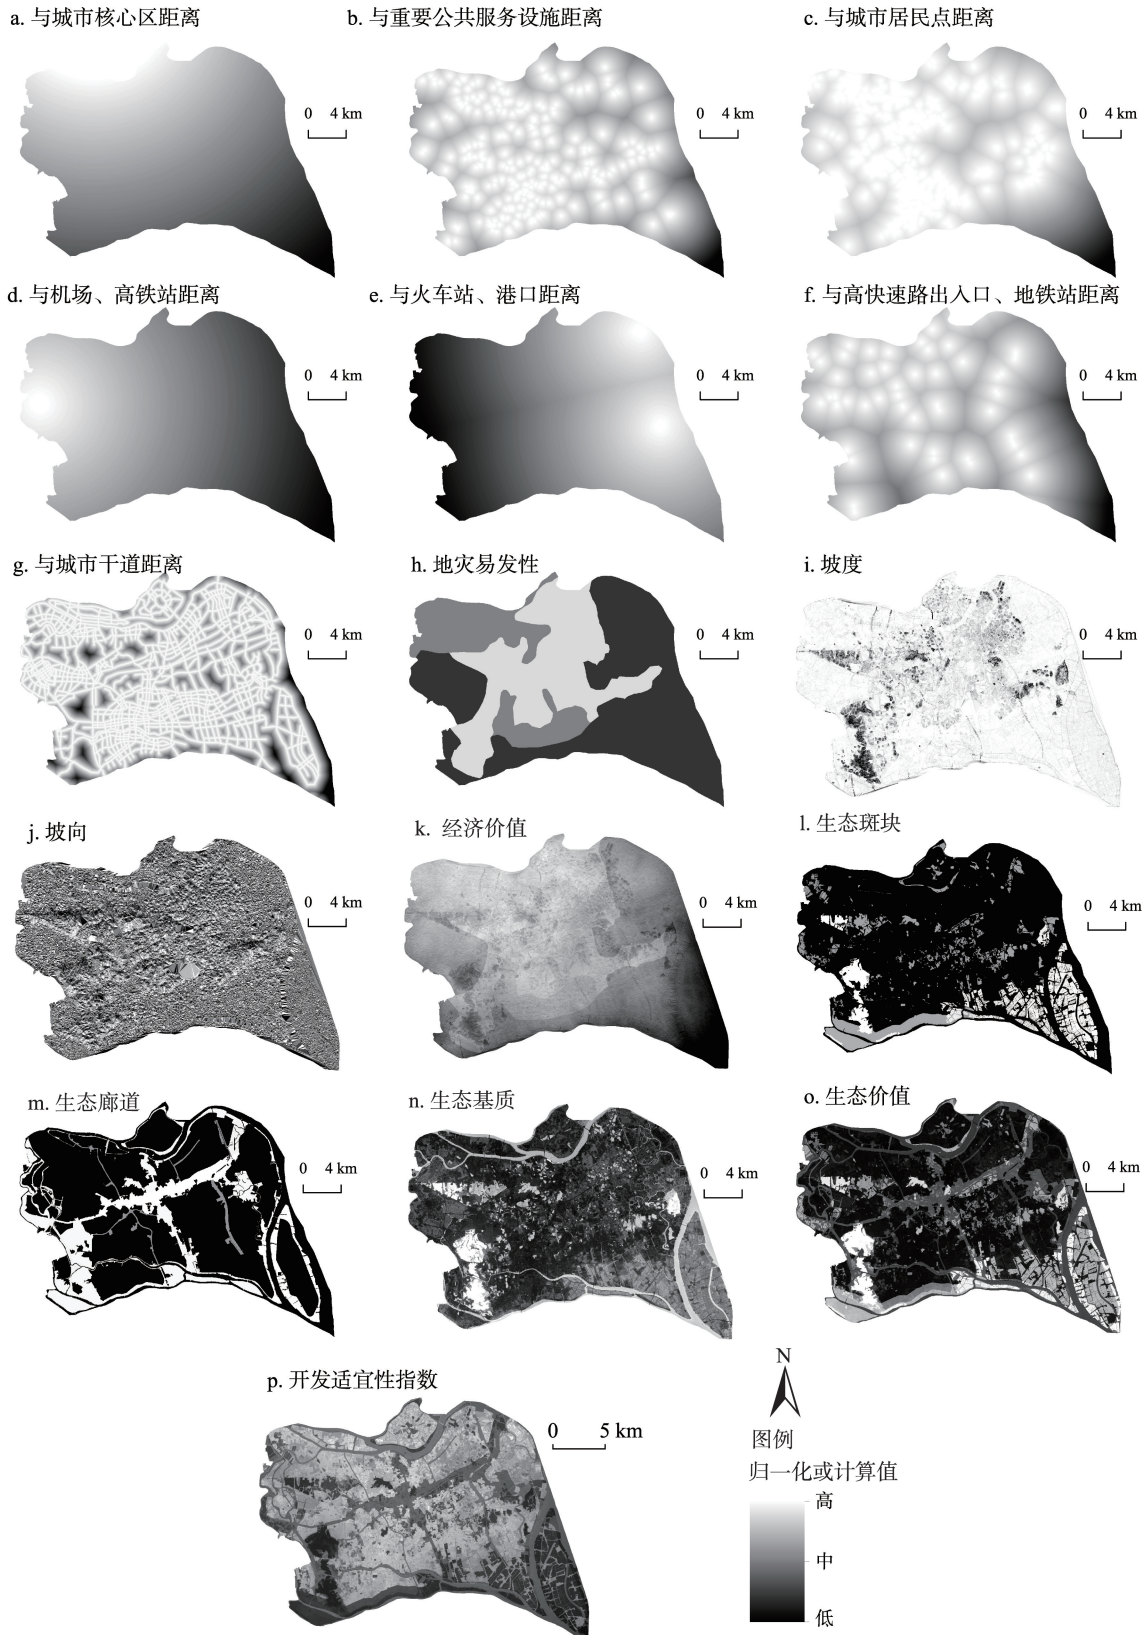 a. 与城市核心区距离
b. 与重要公共服务设施距离
c. 与城市居民点距离
0 4 km
0 4 km
0 4 km
d. 与机场、高铁站距离
e. 与火车站、港口距离
f. 与高快速路出入口、地铁站距离
0 4 km
0 4 km
0 4 km
g. 与城市干道距离
h. 地灾易发性
i. 坡度
0 4 km
0 4 km
0 4 km
j. 坡向
k. 经济价值
l. 生态斑块
0 4 km
0 4 km
0 4 km
m. 生态廊道
n. 生态基质
o. 生态价值
0 4 km
0 4 km
0 4 km
p. 开发适宜性指数
0 5 km
N
图例
归一化或计算值
高
中
低